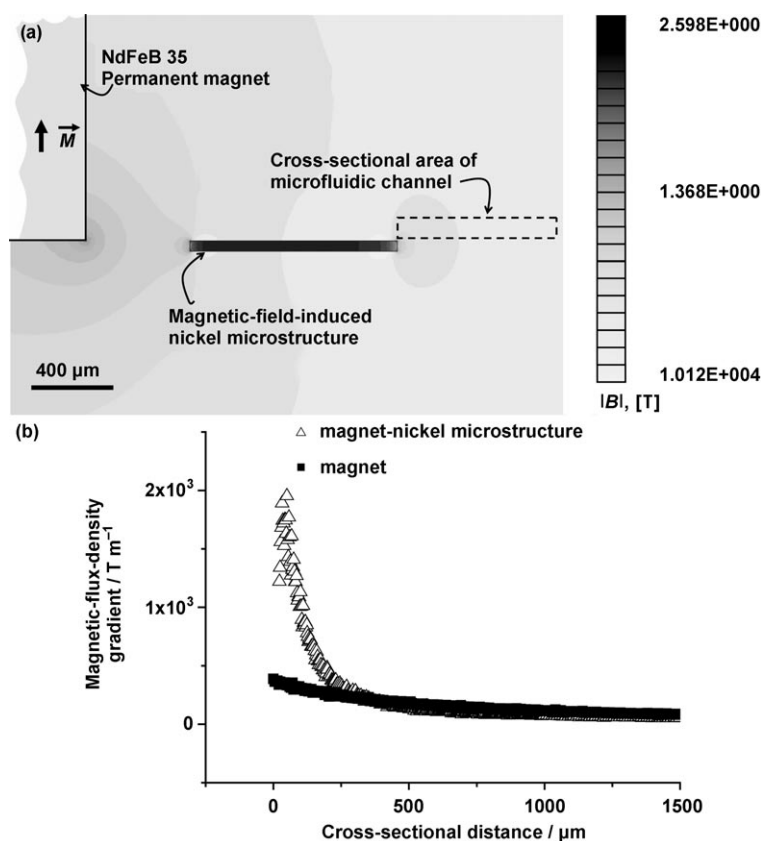 (a)
NdFeB 35
Permanent magnet
M
Cross-sectional area of
microfluidic channel
Magnetic-field-induced
nickel microstructure
400 µm
2.598E+000
1.368E+000
1.012E+004
|B|, [T]
(b)
magnet-nickel microstructure
magnet
Magnetic-flux-density
gradient / T m⁻¹
2x10³
1x10³
0
0 500 1000 1500
Cross-sectional distance / µm